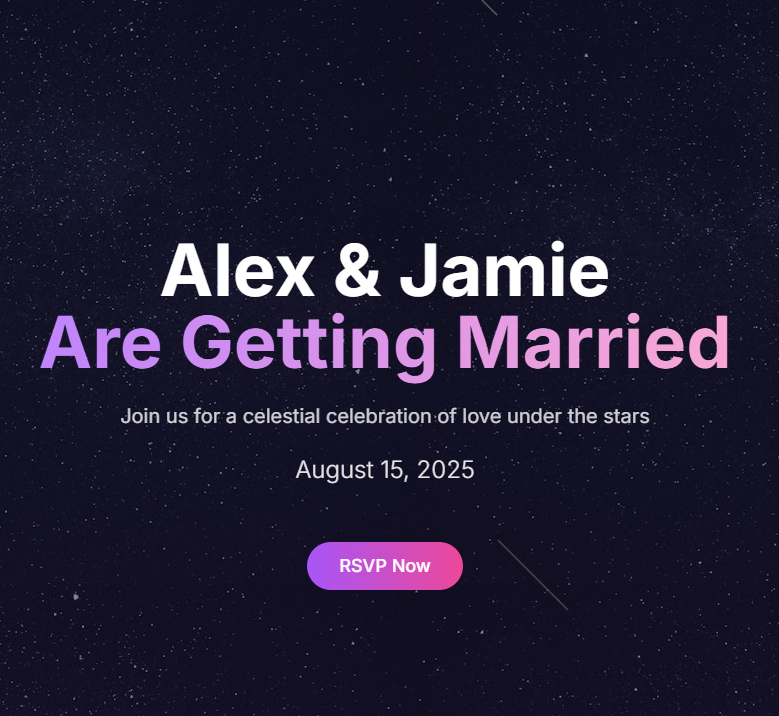 Alex & Jamie
Are Getting Married
Join us for a celestial celebration of love under the stars
August 15, 2025
RSVP Now